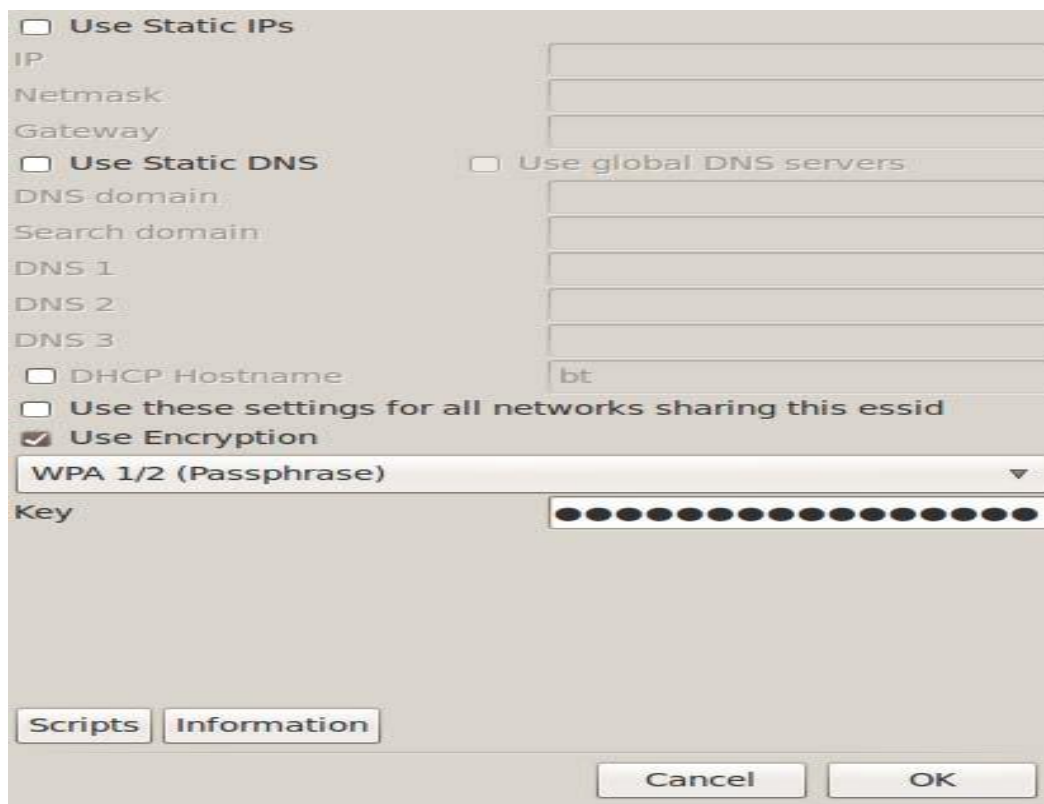 Use Static IPs
IP
Netmask
Gateway
Use Static DNS Use global DNS servers
DNS domain
Search domain
DNS 1
DNS 2
DNS 3
DHCP Hostname bt
Use these settings for all networks sharing this essid
Use Encryption
WPA 1/2 (Passphrase)
Key ●●●●●●●●●●●●●●●●
Scripts Information
Cancel OK